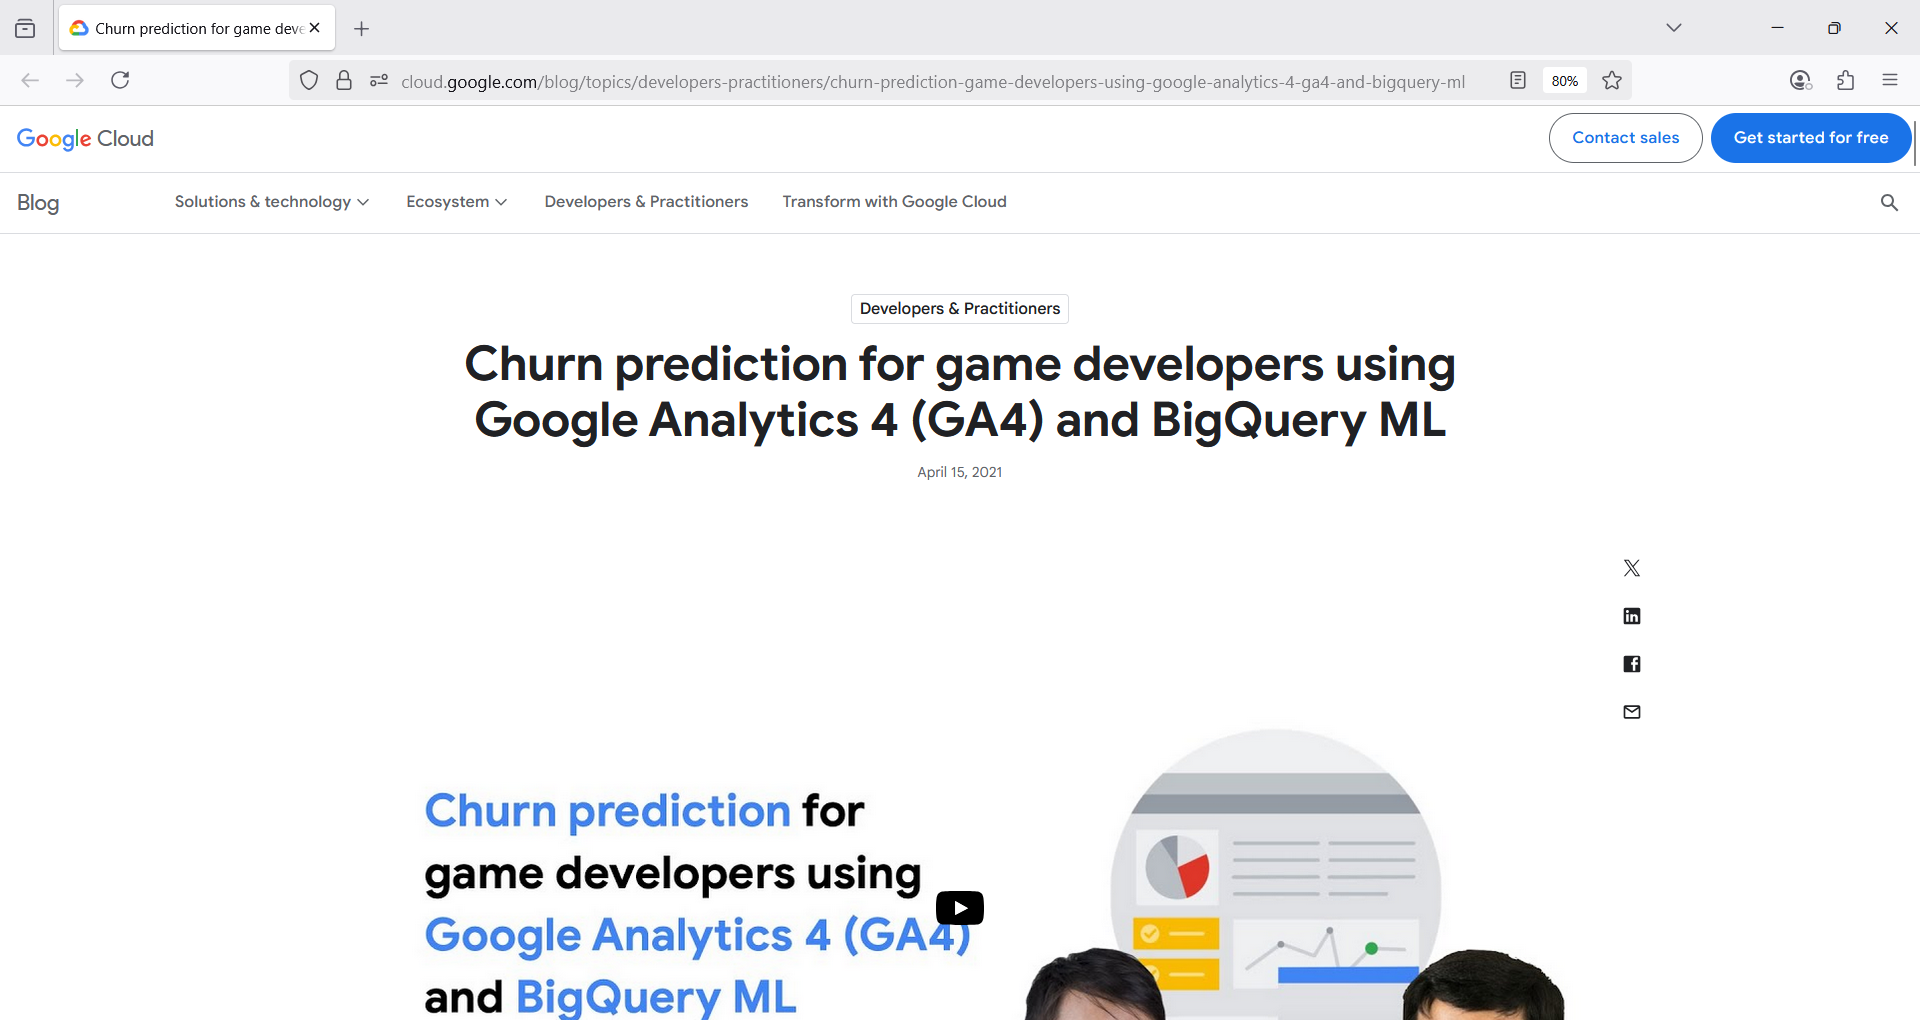 Churn prediction for game deve
cloud.google.com/blog/topics/developers-practitioners/churn-prediction-game-developers-using-google-analytics-4-ga4-and-bigquery-ml
80%
Google Cloud
Contact sales
Get started for free
Blog
Solutions & technology
Ecosystem
Developers & Practitioners
Transform with Google Cloud
Developers & Practitioners
Churn prediction for game developers using
Google Analytics 4 (GA4) and BigQuery ML
April 15, 2021
Churn prediction for
game developers using
Google Analytics 4 (GA4)
and BigQuery ML